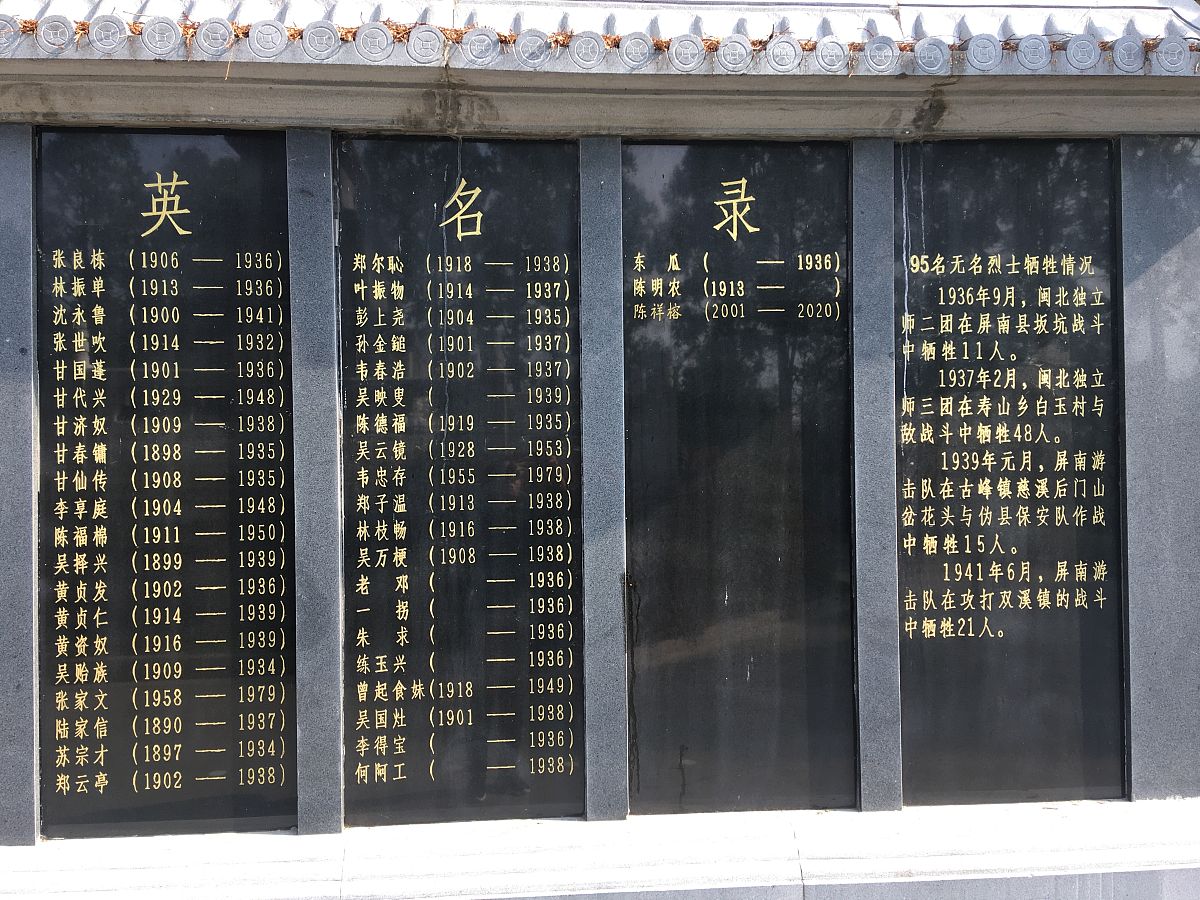 英
张良栋 (1906 — 1936)
林振单 (1913 — 1936)
沈永鲁 (1900 — 1941)
张世吹 (1914 — 1932)
甘国蓬 (1901 — 1936)
甘代兴 (1929 — 1948)
甘济奴 (1909 — 1938)
甘春镛 (1898 — 1935)
甘仙传 (1908 — 1935)
李享庭 (1904 — 1948)
陈福棉 (1911 — 1950)
吴择兴 (1899 — 1939)
黄贞发 (1902 — 1936)
黄贞仁 (1914 — 1939)
黄资奴 (1916 — 1939)
吴贻族 (1909 — 1934)
张家文 (1958 — 1979)
陆家信 (1890 — 1937)
苏宗才 (1897 — 1934)
郑云亭 (1902 — 1938)
名
郑尔恥 (1918 — 1938)
叶振物 (1914 — 1937)
彭上尧 (1904 — 1935)
孙金鎚 (1901 — 1937)
韦春浩 (1902 — 1937)
吴映叟 ( — 1939)
陈德福 (1919 — 1935)
吴云镜 (1928 — 1953)
韦忠存 (1955 — 1979)
郑子温 (1913 — 1938)
林枝畅 (1916 — 1938)
吴万梗 (1908 — 1938)
老邓 ( — 1936)
一拐 ( — 1936)
朱求 ( — 1936)
练玉兴 ( — 1936)
曾起食妹(1918 — 1949)
吴国灶 (1901 — 1938)
李得宝 ( — 1936)
何阿工 ( — 1938)
录
东瓜 ( — 1936)
陈明农 (1913 — )
陈祥榕 (2001 — 2020)
95名无名烈士牺牲情况
1936年9月，闽北独立
师二团在屏南县坂坑战斗
中牺牲11人。
1937年2月，闽北独立
师三团在寿山乡白玉村与
敌战斗中牺牲48人。
1939年元月，屏南游
击队在古峰镇慈溪后门山
盆花头与伪县保安队作战
中牺牲15人。
1941年6月，屏南游
击队在攻打双溪镇的战斗
中牺牲21人。